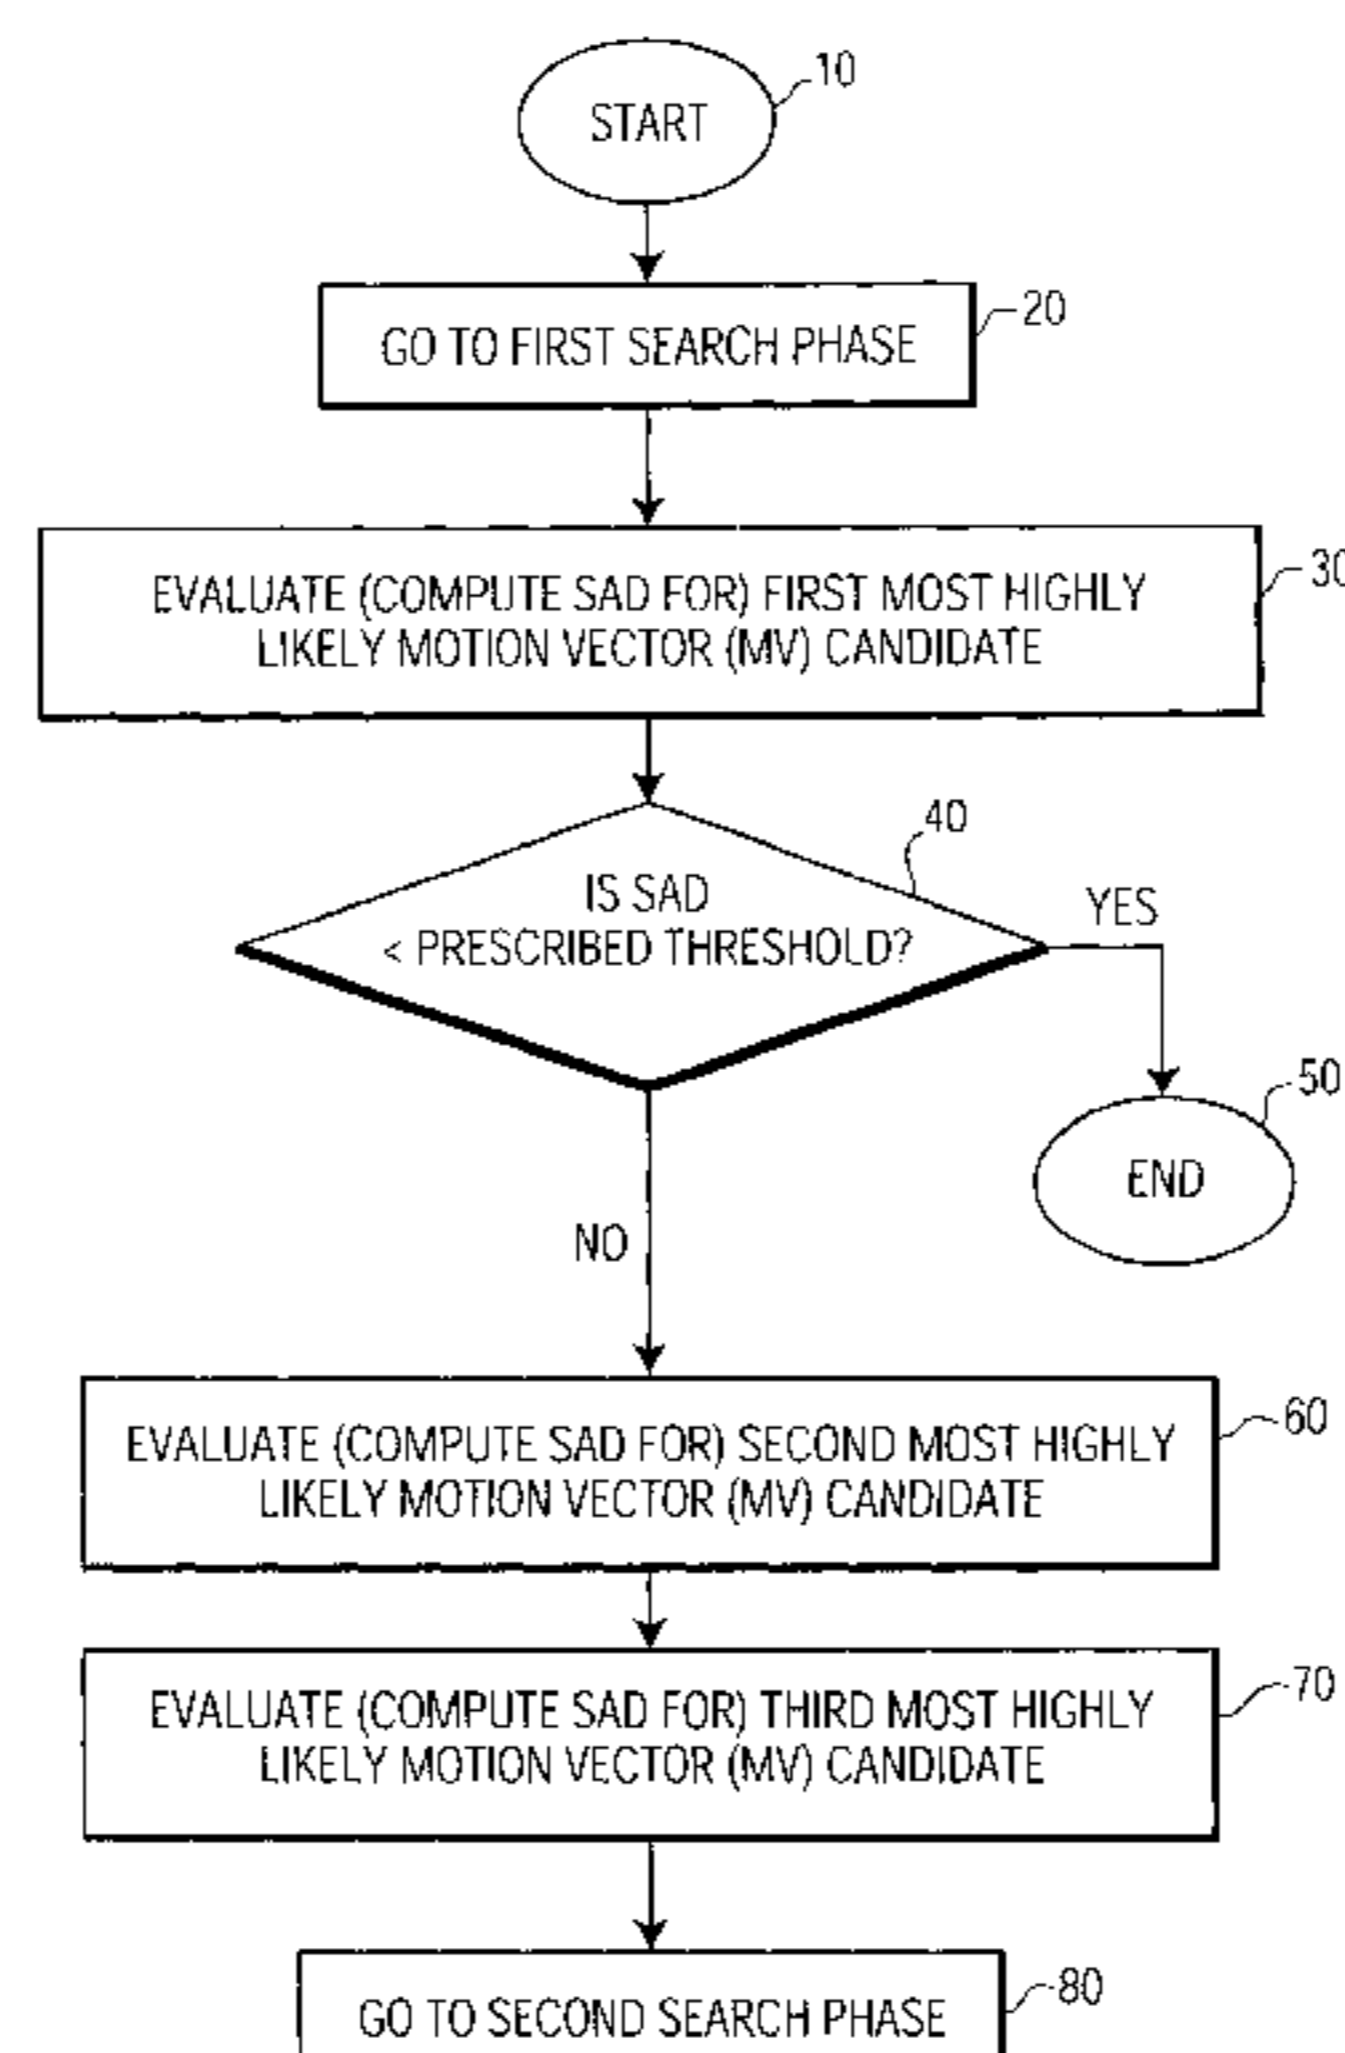 10
START
20
GO TO FIRST SEARCH PHASE
30
EVALUATE (COMPUTE SAD FOR) FIRST MOST HIGHLY
LIKELY MOTION VECTOR (MV) CANDIDATE
40
IS SAD
< PRESCRIBED THRESHOLD?
YES
50
END
NO
60
EVALUATE (COMPUTE SAD FOR) SECOND MOST HIGHLY
LIKELY MOTION VECTOR (MV) CANDIDATE
70
EVALUATE (COMPUTE SAD FOR) THIRD MOST HIGHLY
LIKELY MOTION VECTOR (MV) CANDIDATE
80
GO TO SECOND SEARCH PHASE